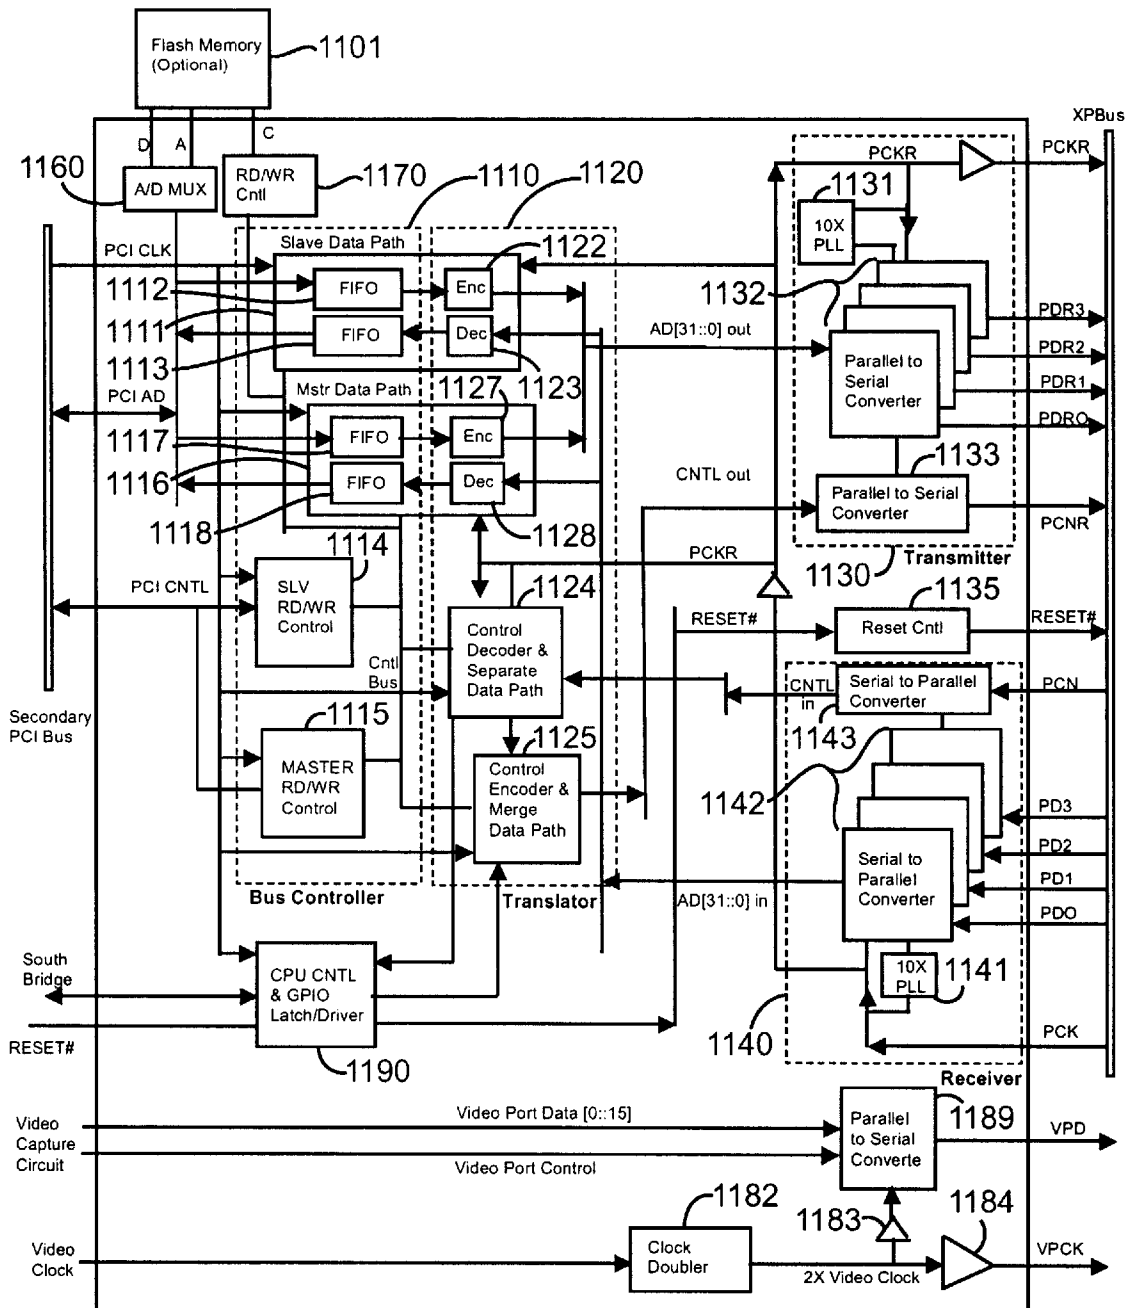 Flash Memory
(Optional)
1101
XPBus
D
A
C
1160
A/D MUX
RD/WR
Cntl
1170
1110
1120
PCKR
PCKR
1131
10X
PLL
PCI CLK
Slave Data Path
1122
1112
FIFO
Enc
1132
1111
FIFO
Dec
AD[31::0] out
PDR3
1113
1123
Parallel to
Serial
Converter
PDR2
PCI AD
Mstr Data Path
1127
PDR1
1117
FIFO
Enc
PDRO
1116
FIFO
Dec
CNTL out
1133
Parallel to Serial
Converter
1118
1128
PCNR
1114
PCKR
Transmitter
1130
PCI CNTL
SLV
RD/WR
Control
1124
1135
RESET#
Reset Cntl
RESET#
Control
Decoder &
Separate
Data Path
Cntl
Bus
CNTL
in
Serial to Parallel
Converter
PCN
Secondary
PCI Bus
1115
1125
1143
MASTER
RD/WR
Control
Control
Encoder &
Merge
Data Path
1142
PD3
PD2
Serial to
Parallel
Converter
PD1
Bus Controller
Translator
AD[31::0] in
PDO
South
Bridge
CPU CNTL
& GPIO
Latch/Driver
10X
PLL
1141
RESET#
1140
PCK
1190
Receiver
1189
Video
Capture
Circuit
Video Port Data [0::15]
Parallel
to Serial
Converte
VPD
Video Port Control
1182
1183
1184
Video
Clock
Clock
Doubler
2X Video Clock
VPCK